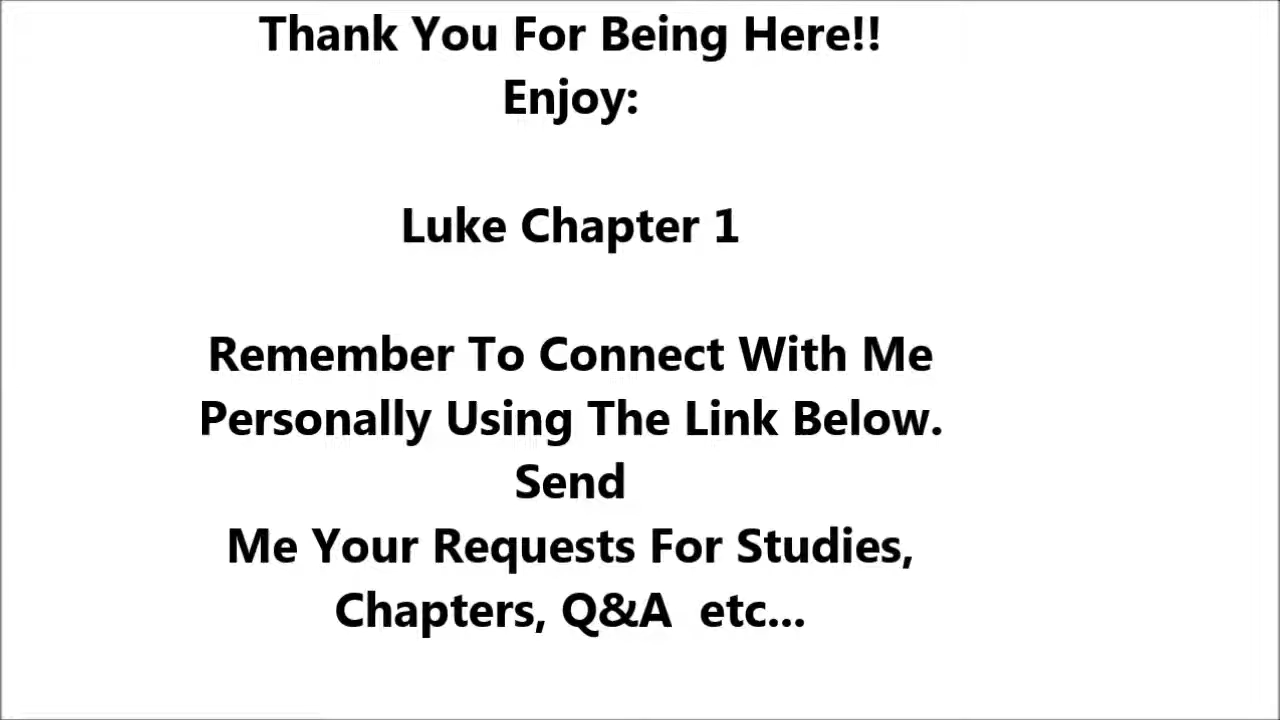 Thank You For Being Here!!
Enjoy:
Luke Chapter 1
Remember To Connect With Me
Personally Using The Link Below.
Send
Me Your Requests For Studies,
Chapters, Q&A  etc...